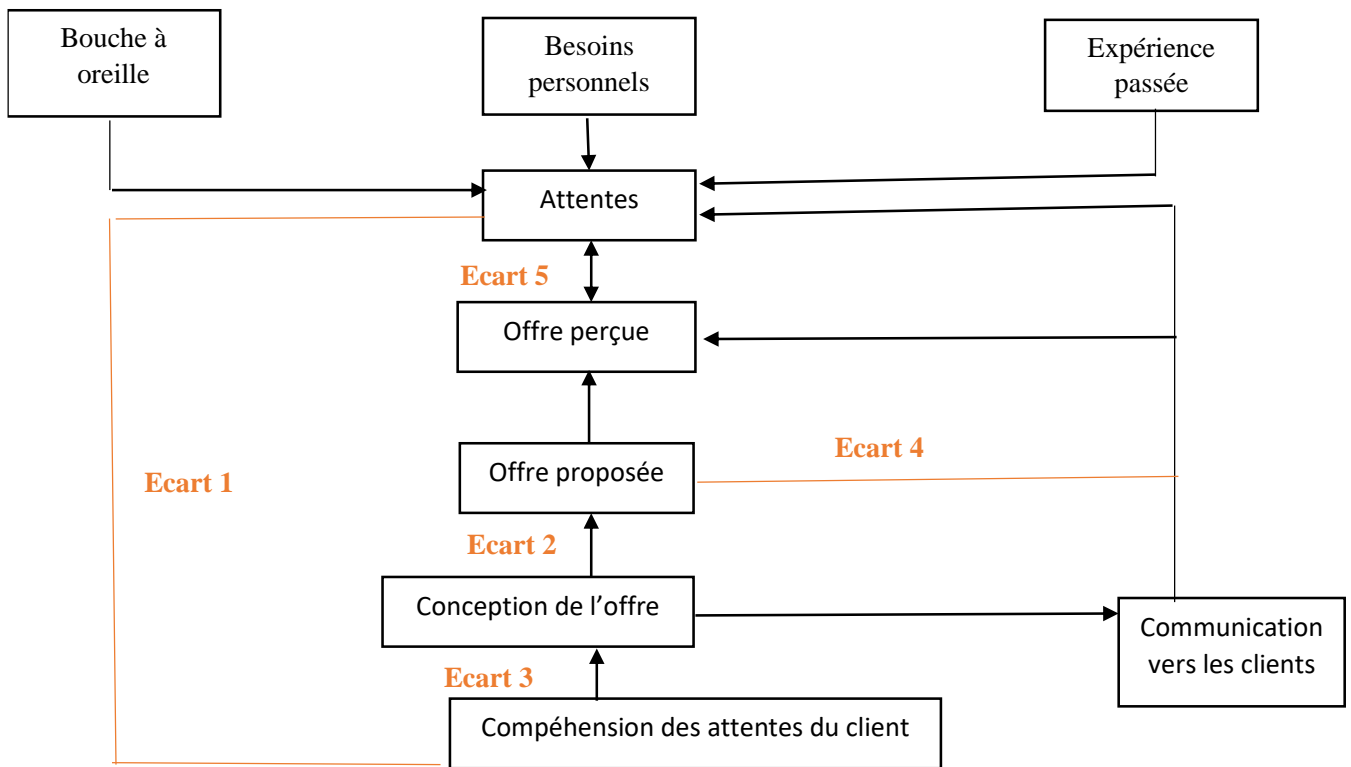 Bouche à
oreille
Besoins
personnels
Expérience
passée
Attentes
Ecart 5
Offre perçue
Ecart 4
Offre proposée
Ecart 1
Ecart 2
Conception de l’offre
Communication
vers les clients
Ecart 3
Compéhension des attentes du client